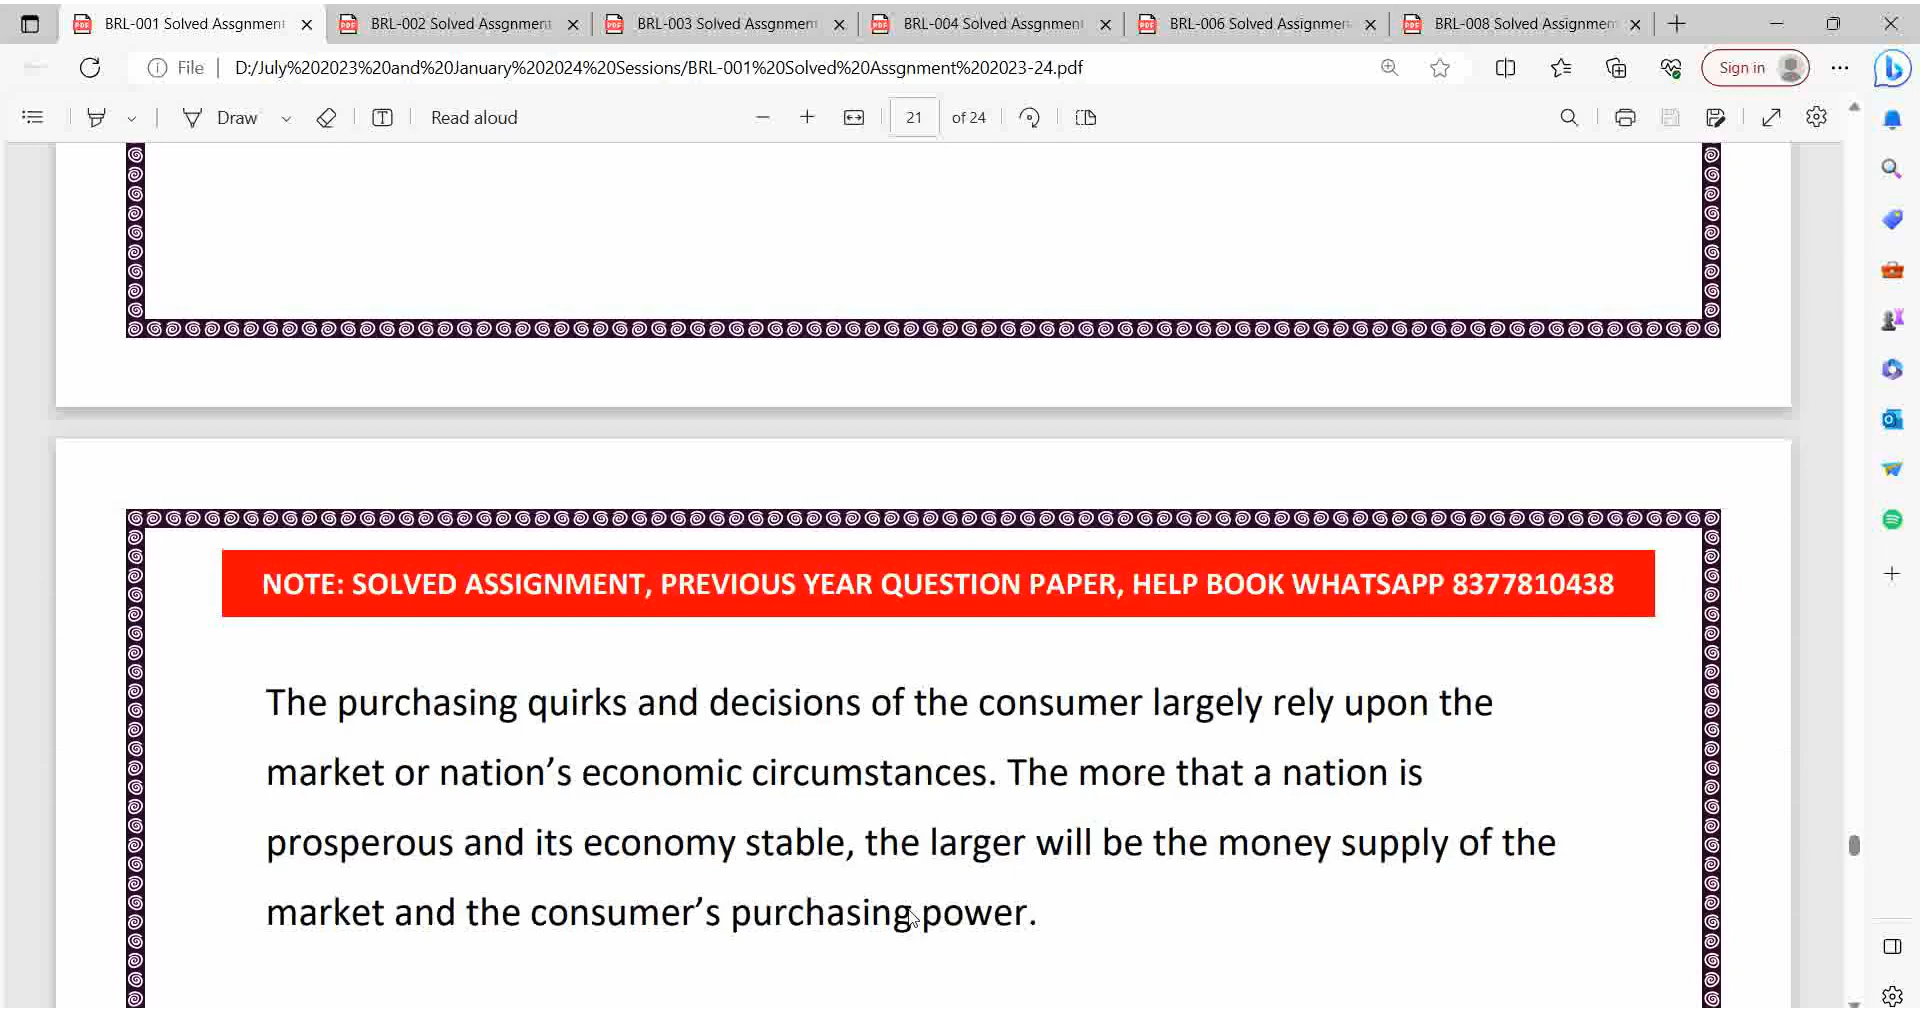 BRL-001 Solved Assgnment
BRL-002 Solved Assgnment
BRL-003 Solved Assgnment
BRL-004 Solved Assgnment
BRL-006 Solved Assignmen
BRL-008 Solved Assgnment
File
D:/July%202023%20and%20January%202024%20Sessions/BRL-001%20Solved%20Assgnment%202023-24.pdf
Sign in
Draw
Read aloud
21 of 24
NOTE: SOLVED ASSIGNMENT, PREVIOUS YEAR QUESTION PAPER, HELP BOOK WHATSAPP 8377810438
The purchasing quirks and decisions of the consumer largely rely upon the
market or nation’s economic circumstances. The more that a nation is
prosperous and its economy stable, the larger will be the money supply of the
market and the consumer’s purchasing power.